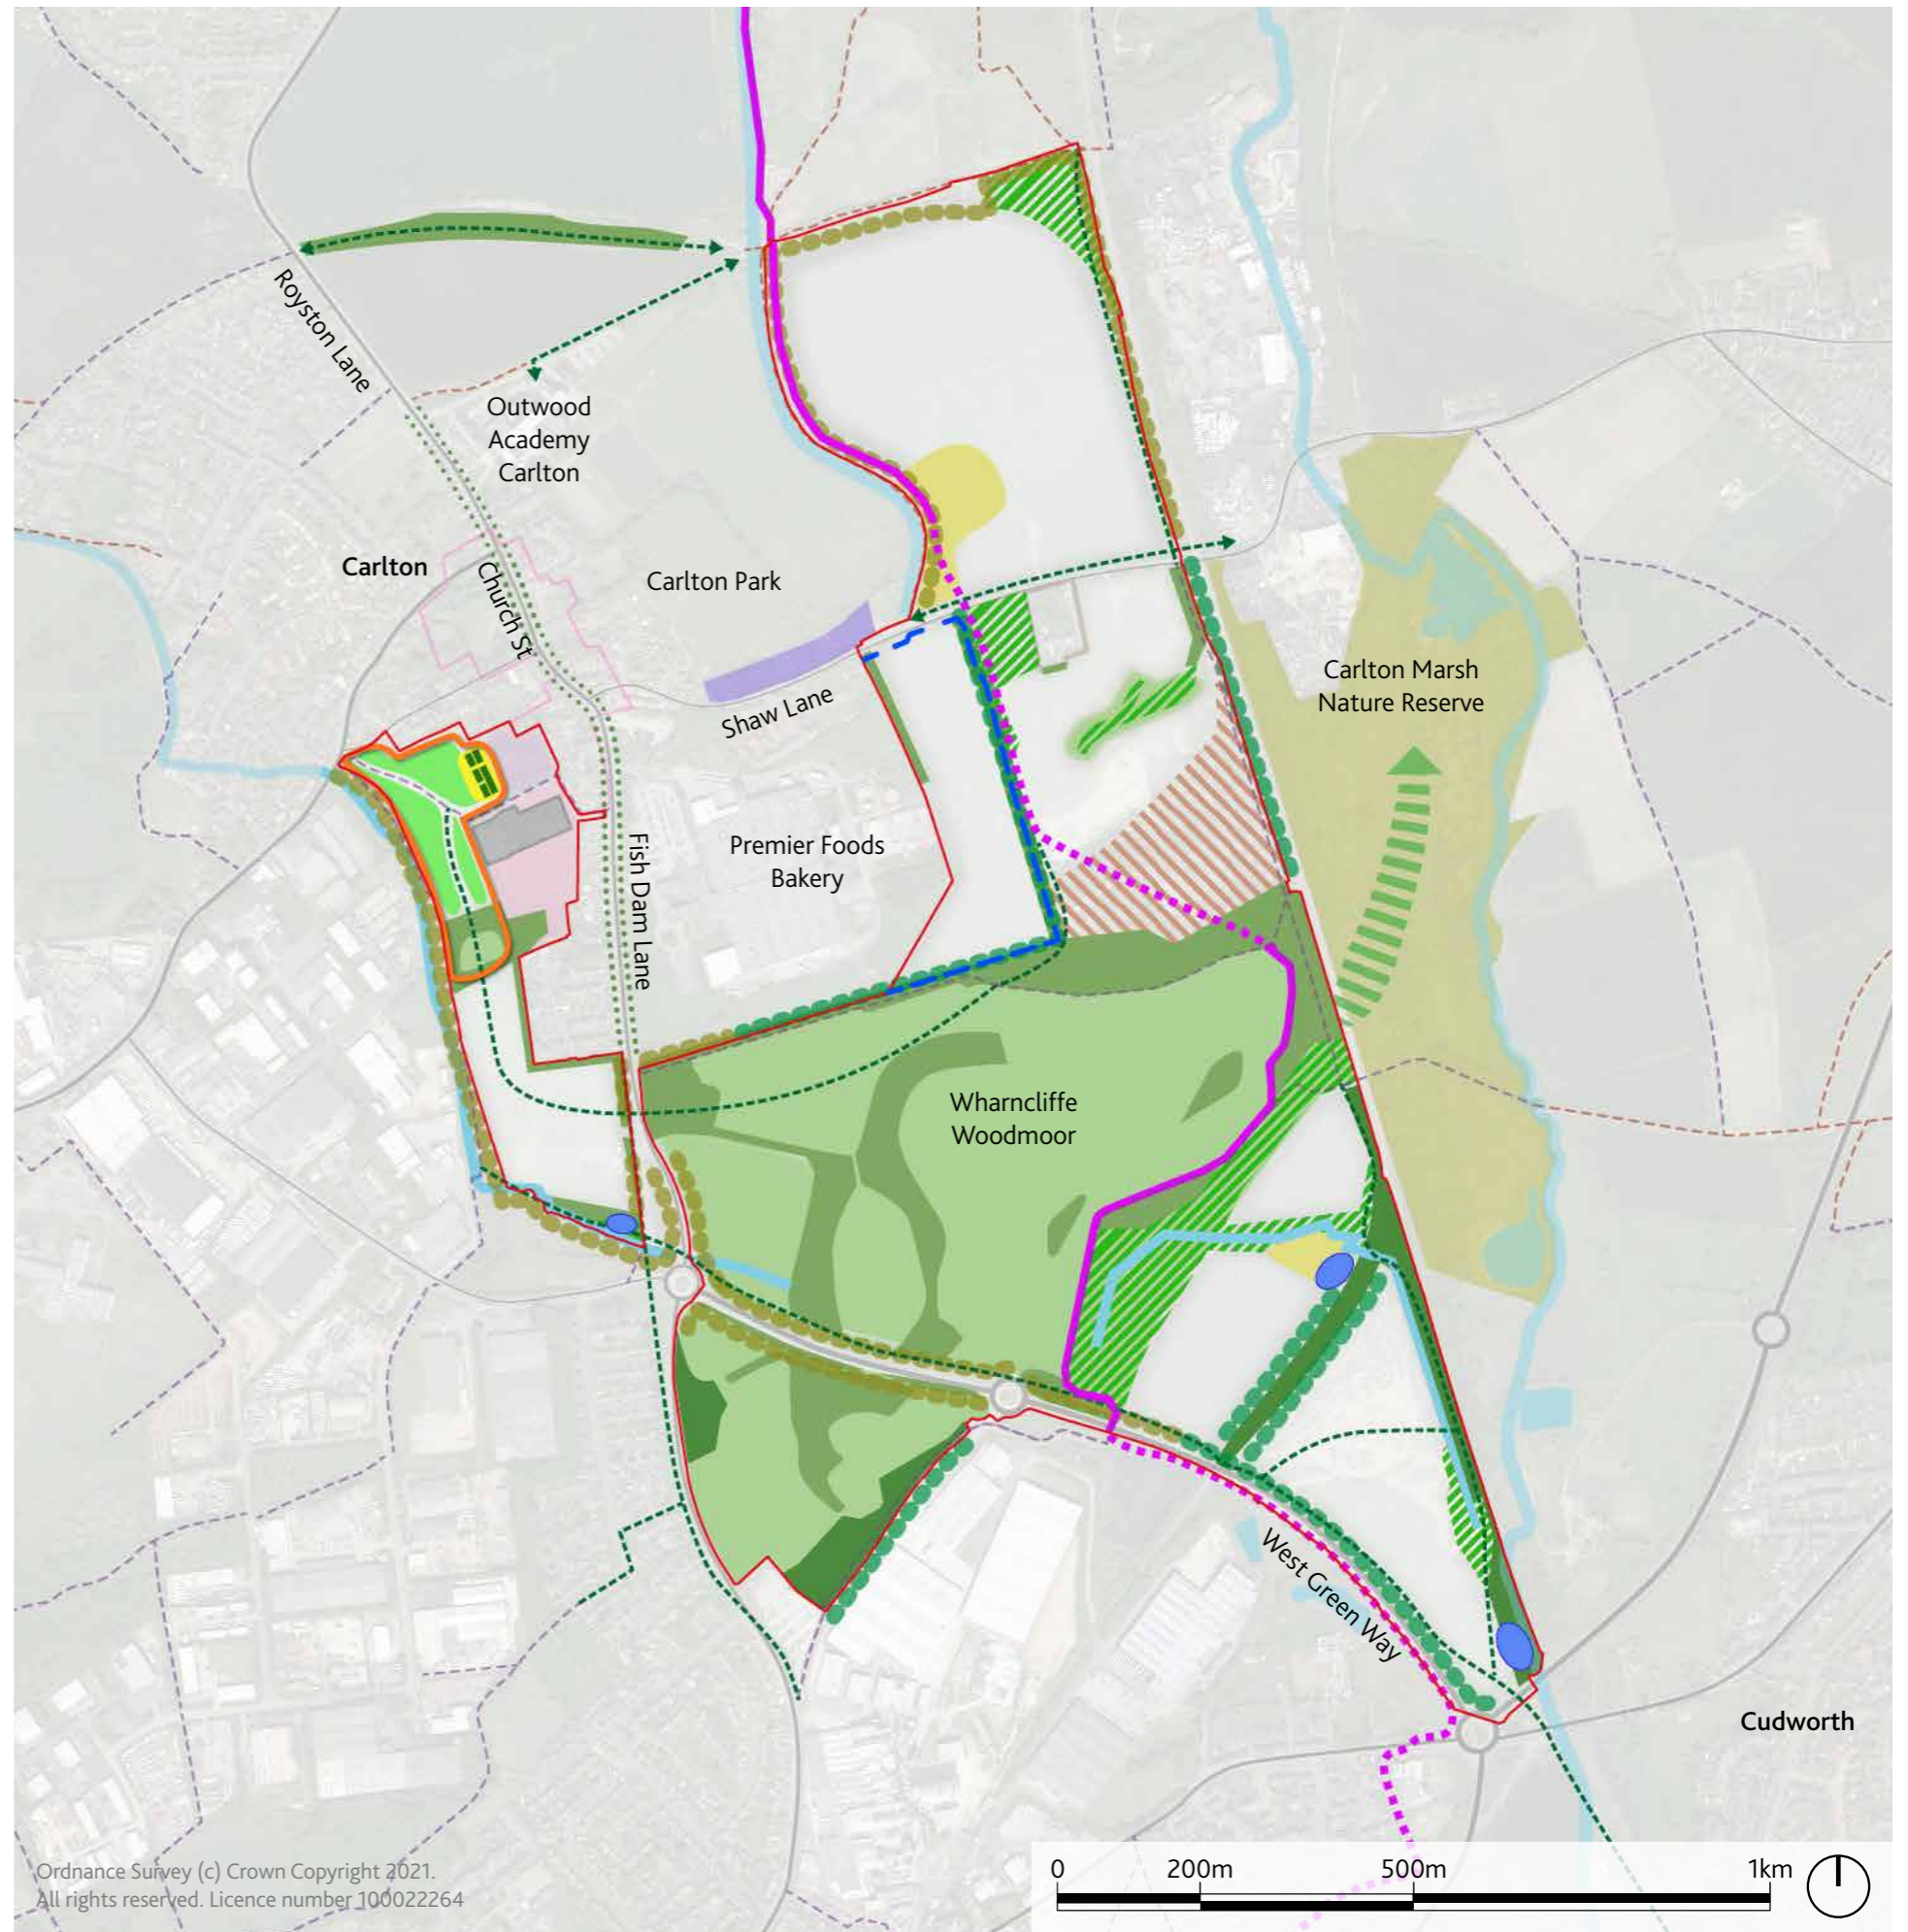 Royston Lane
Outwood
Academy
Carlton
Carlton
Church St
Carlton Park
Shaw Lane
Carlton Marsh
Nature Reserve
Premier Foods
Bakery
Fish Dam Lane
Wharncliffe
Woodmoor
West Green Way
Cudworth
0 200m 500m 1km
Ordnance Survey (c) Crown Copyright 2021.
All rights reserved. Licence number 100022264